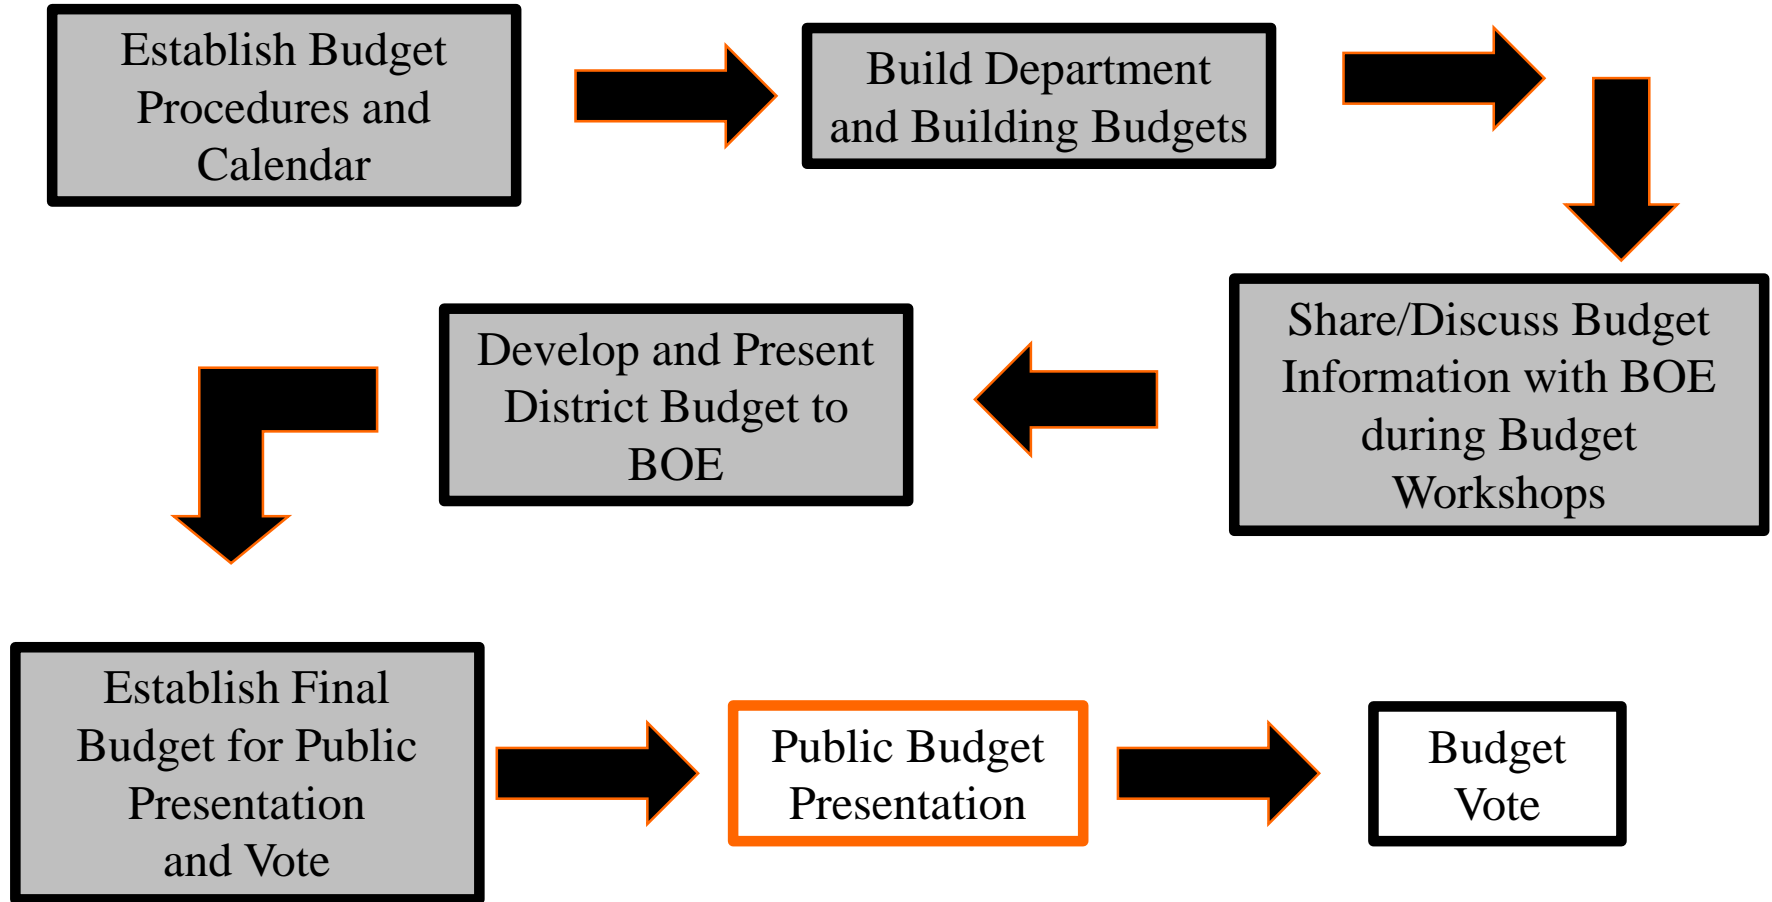 Establish Budget
Procedures and
Calendar
Build Department
and Building Budgets
Share/Discuss Budget
Information with BOE
during Budget
Workshops
Develop and Present
District Budget to
BOE
Establish Final
Budget for Public
Presentation
and Vote
Public Budget
Presentation
Budget
Vote